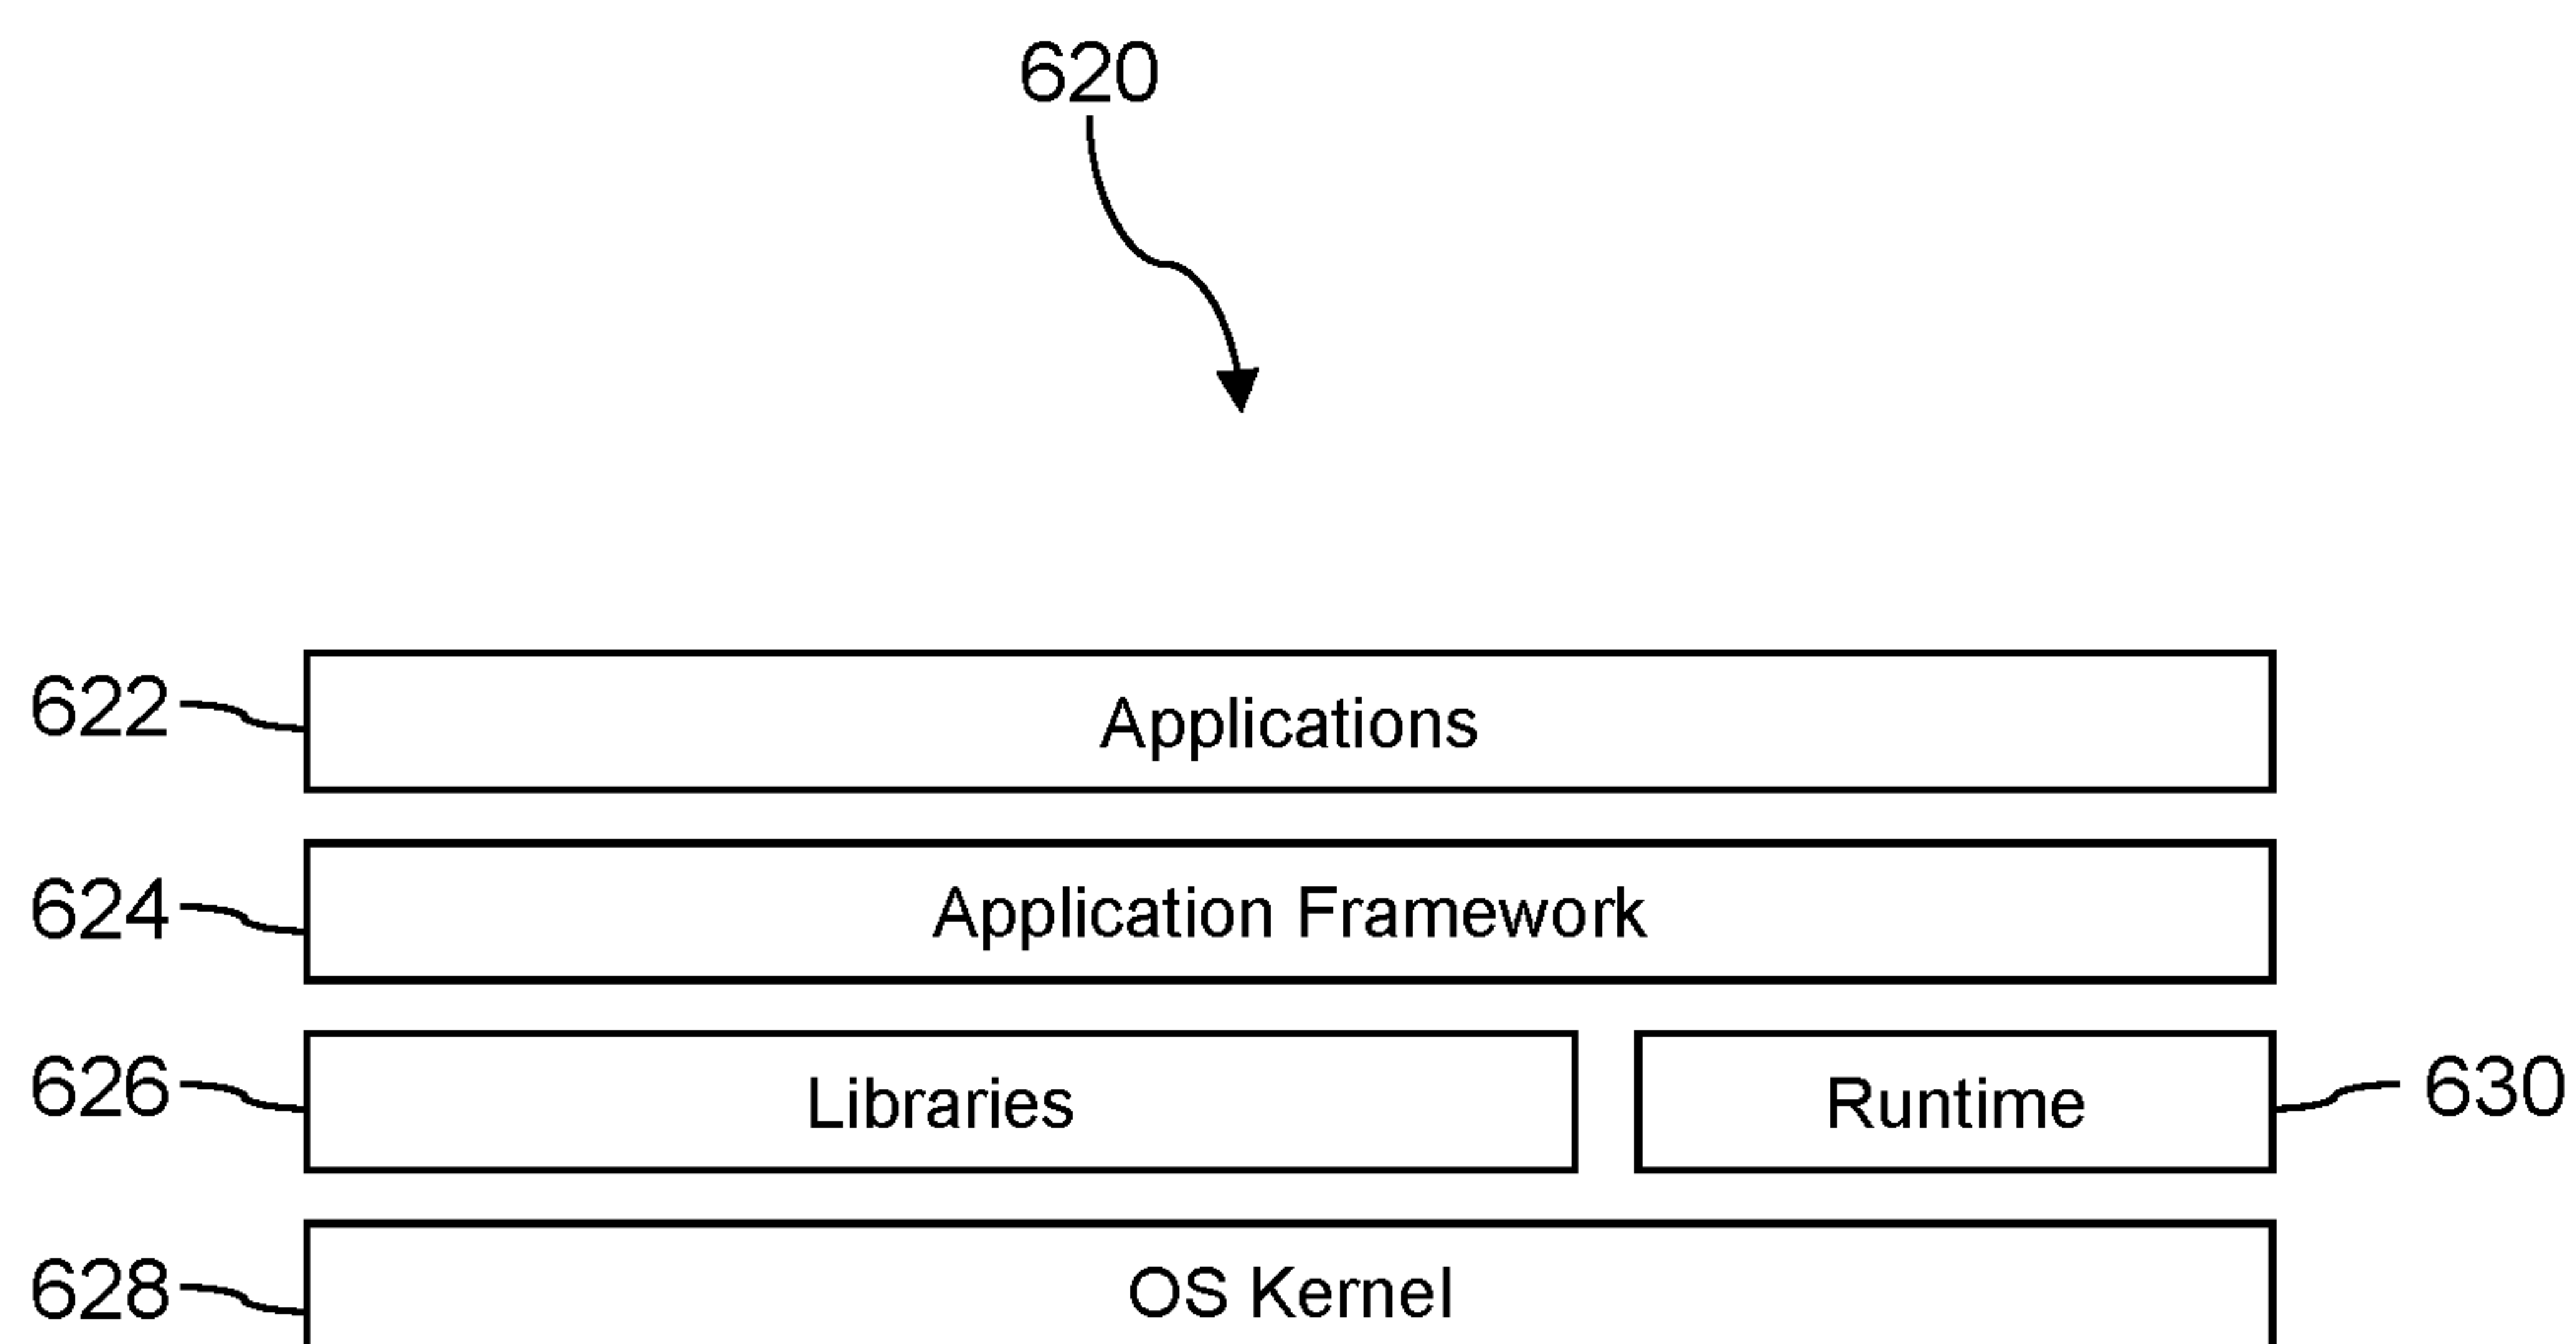 620
622 Applications
624 Application Framework
626 Libraries Runtime 630
628 OS Kernel